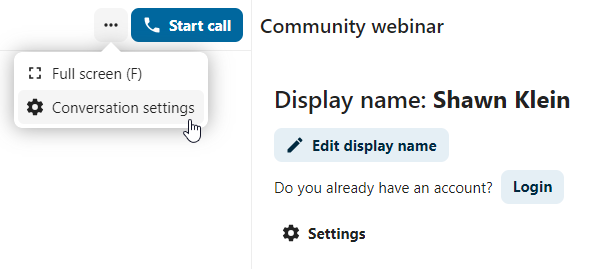 Start call
Full screen (F)
Conversation settings
Community webinar
Display name: Shawn Klein
Edit display name
Do you already have an account? Login
Settings